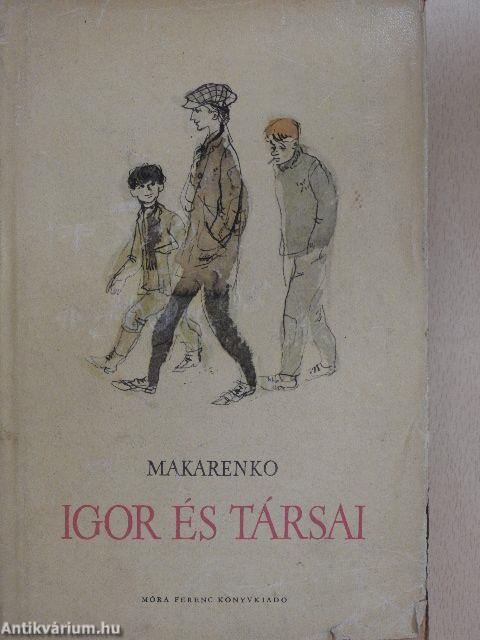 MAKARENKO
IGOR ÉS TÁRSAI
MÓRA FERENC KÖNYVKIADÓ
Antikvárium.hu